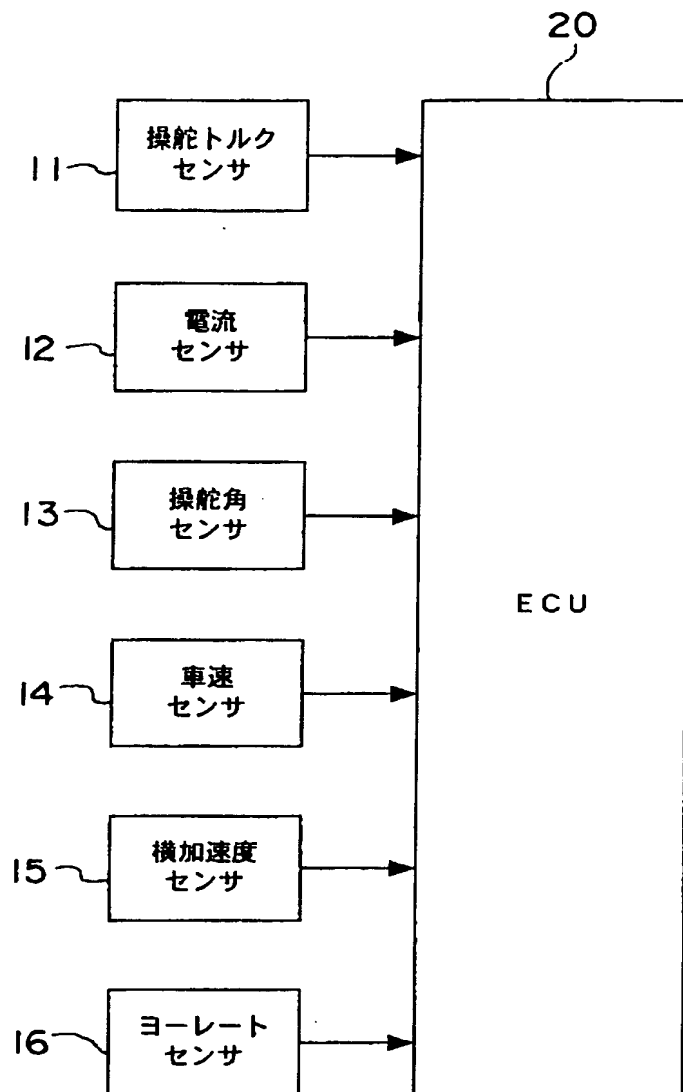 20
操舵トルク
センサ
11
電流
センサ
12
操舵角
センサ
13
ECU
車速
センサ
14
横加速度
センサ
15
ヨーレート
センサ
16